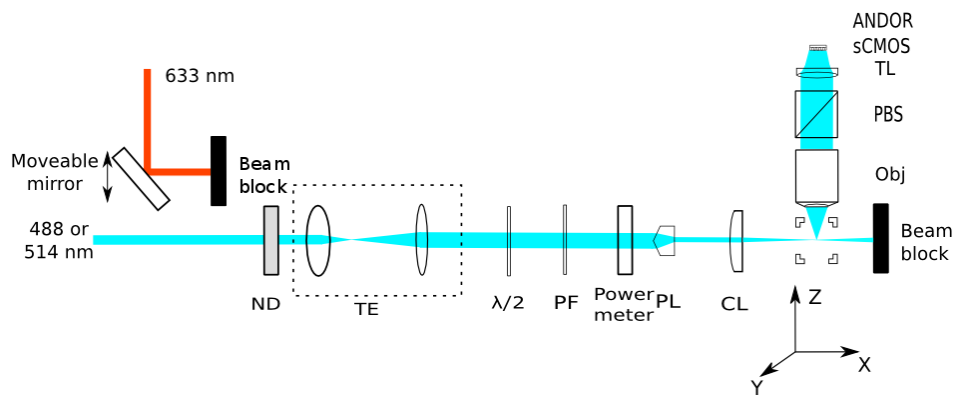 ANDOR
sCMOS
TL
633 nm
PBS
Moveable
mirror
Beam
block
Obj
488 or
514 nm
Beam
block
ND
TE
λ/2
PF
Power
meter
PL
CL
Z
X
Y